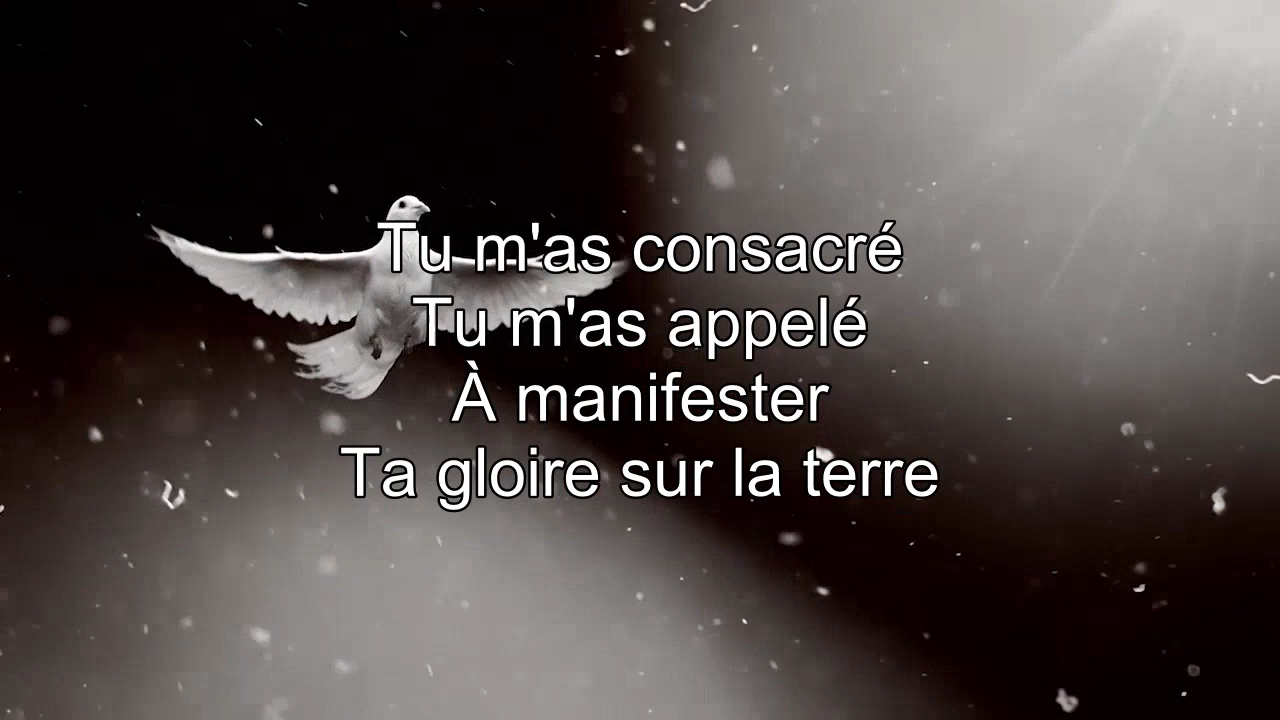 Tu m'as consacré
Tu m'as appelé
À manifester
Ta gloire sur la terre